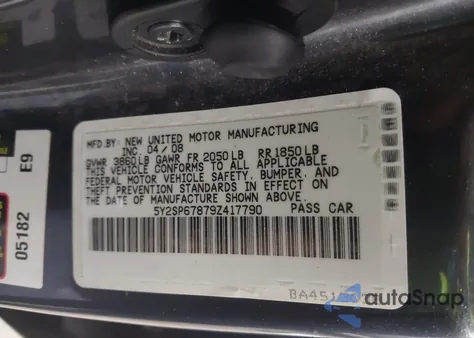 MFD.BY: NEW UNITED MOTOR MANUFACTURING
INC. 04 / 08
GVWR 3860LB GAWR FR 2050LB RR 1850LB
THIS VEHICLE CONFORMS TO ALL APPLICABLE
FEDERAL MOTOR VEHICLE SAFETY, BUMPER, AND
THEFT PREVENTION STANDARDS IN EFFECT ON
THE DATE OF MANUFACTURE SHOWN ABOVE.
5Y2SP67879Z417790 PASS CAR
05182 E9
autoSnap